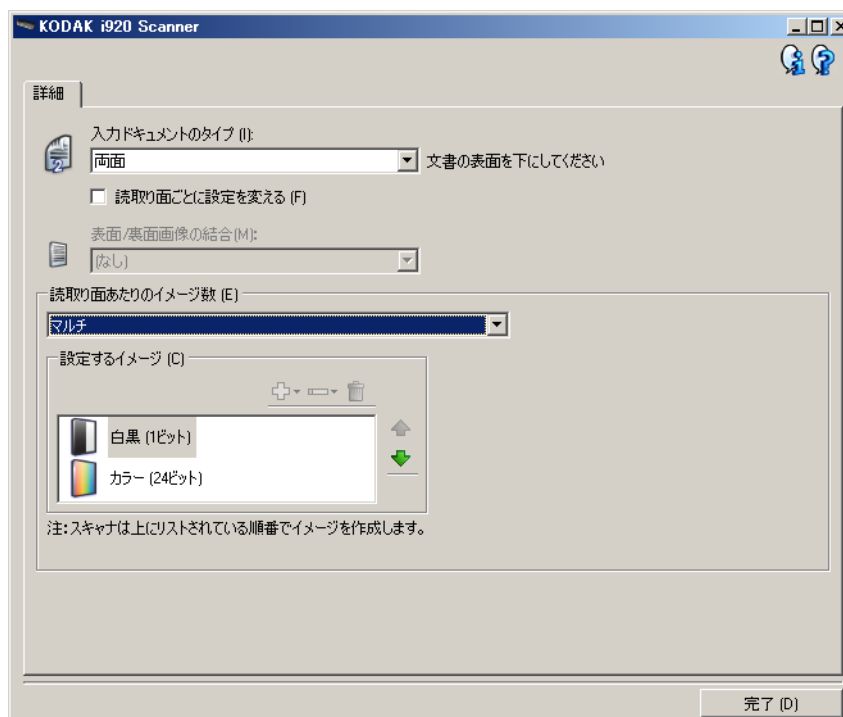 KODAK i920 Scanner
詳細
入力ドキュメントのタイプ (I):
両面
文書の表面を下にしてください
読取り面ごとに設定を変える (F)
表面/裏面画像の結合(M):
(なし)
読取り面あたりのイメージ数 (E)
マルチ
設定するイメージ (C)
白黒 (1ビット)
カラー (24ビット)
注:スキャナは上にリストされている順番でイメージを作成します。
完了 (D)